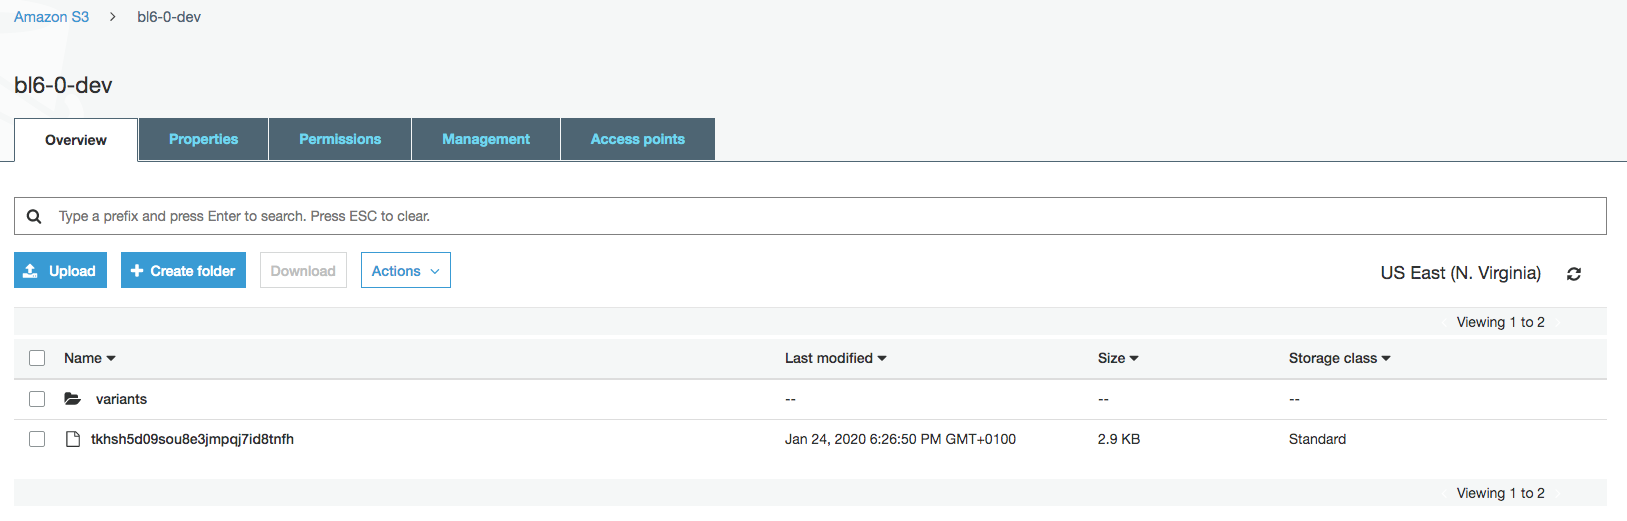 Amazon S3 > bl6-0-dev
bl6-0-dev
Overview Properties Permissions Management Access points
Type a prefix and press Enter to search. Press ESC to clear.
Upload + Create folder Download Actions US East (N. Virginia)
Viewing 1 to 2
Name Last modified Size Storage class
variants -- -- --
tkhsh5d09sou8e3jmpqj7id8tnfh Jan 24, 2020 6:26:50 PM GMT+0100 2.9 KB Standard
Viewing 1 to 2